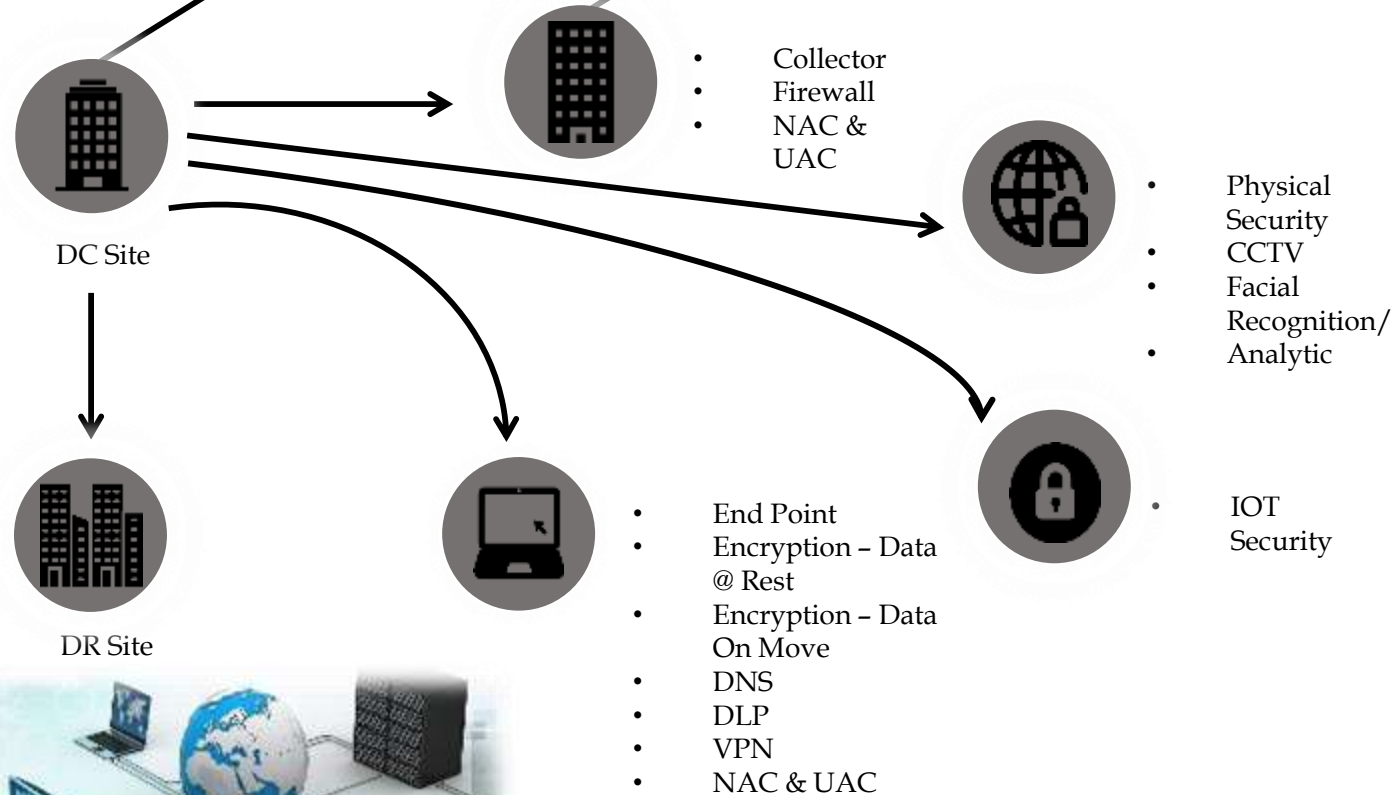 • Collector
• Firewall
• NAC &
UAC
• Physical
Security
• CCTV
• Facial
Recognition/
• Analytic
DC Site
• IOT
Security
• End Point
• Encryption – Data
@ Rest
• Encryption – Data
On Move
• DNS
• DLP
• VPN
• NAC & UAC
DR Site